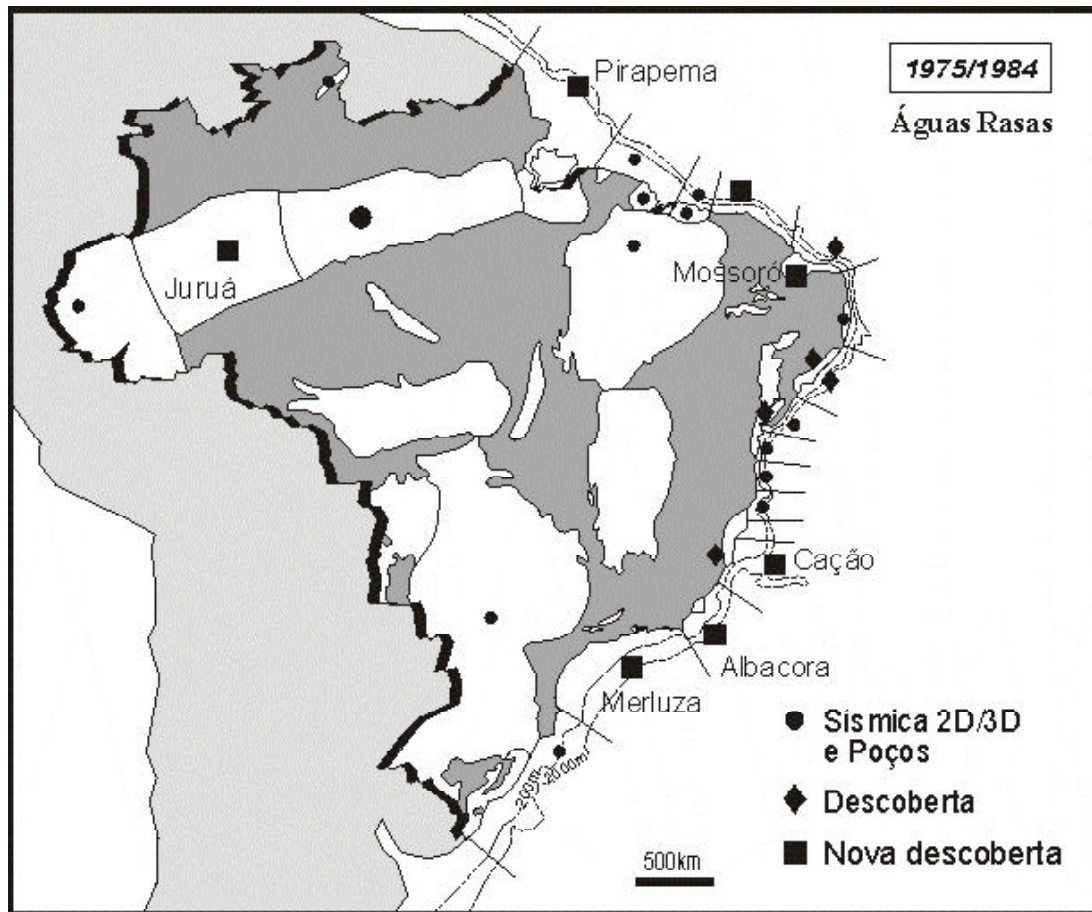 1975/1984
Águas Rasas
Pirapema
Mossoró
Juruá
Cação
Albacora
Merluza
200m
2000m
Sísmica 2D/3D
e Poços
Descoberta
Nova descoberta
500km